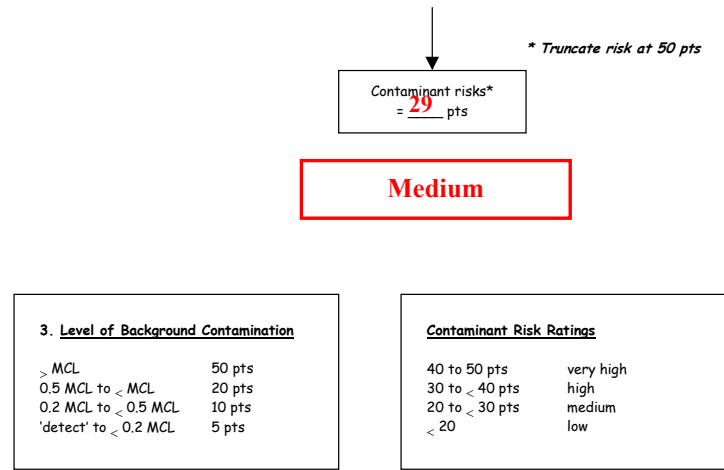 * Truncate risk at 50 pts
Contaminant risks*
= 29 pts
Medium
3. Level of Background Contamination
> MCL 50 pts
0.5 MCL to < MCL 20 pts
0.2 MCL to < 0.5 MCL 10 pts
'detect' to < 0.2 MCL 5 pts
Contaminant Risk Ratings
40 to 50 pts very high
30 to < 40 pts high
20 to < 30 pts medium
< 20 low